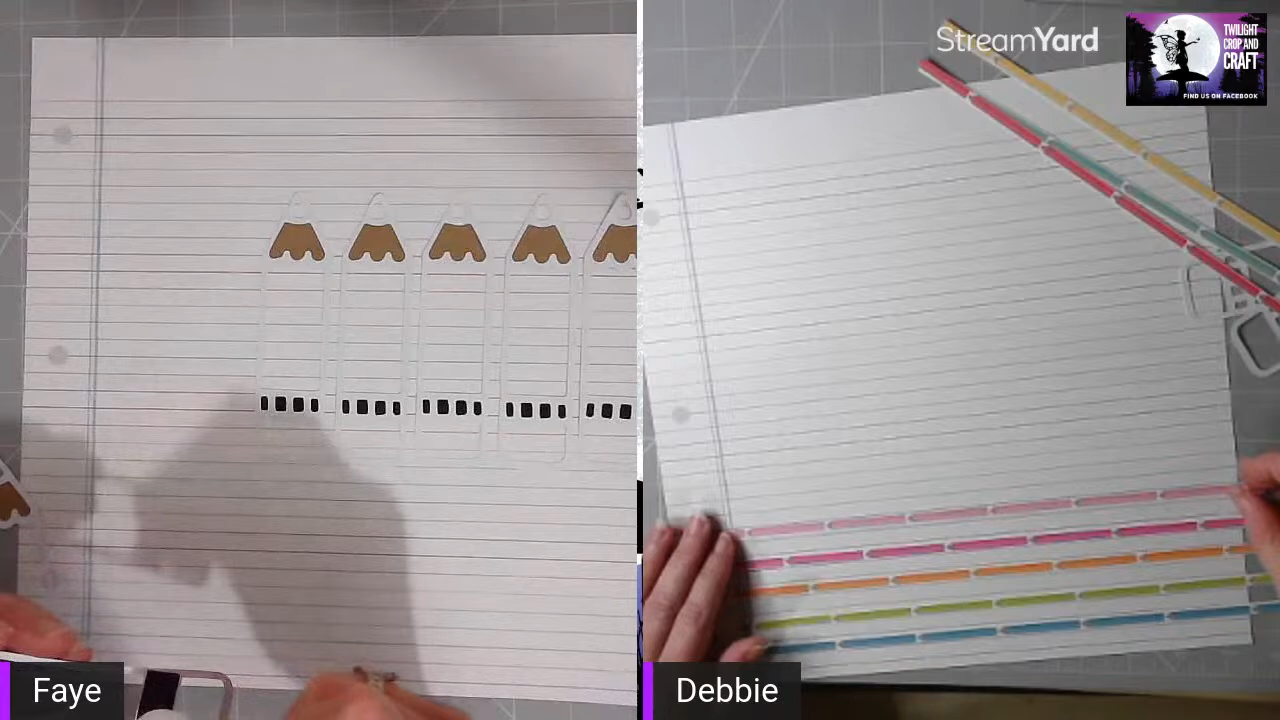 StreamYard
TWILIGHT
CROP AND
CRAFT
FIND US ON FACEBOOK
Faye
Debbie